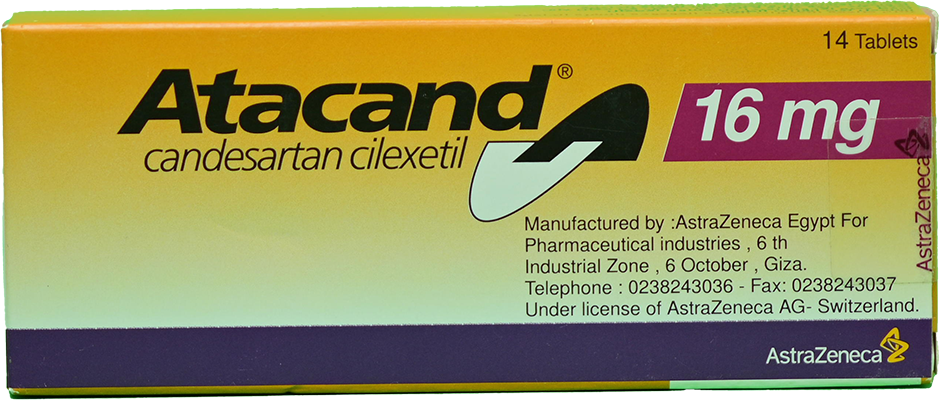 14 Tablets
Atacand®
16 mg
candesartan cilexetil
Manufactured by :AstraZeneca Egypt For
Pharmaceutical industries , 6 th
Industrial Zone , 6 October , Giza.
Telephone : 0238243036 - Fax: 0238243037
Under license of AstraZeneca AG- Switzerland.
AstraZeneca
AstraZeneca